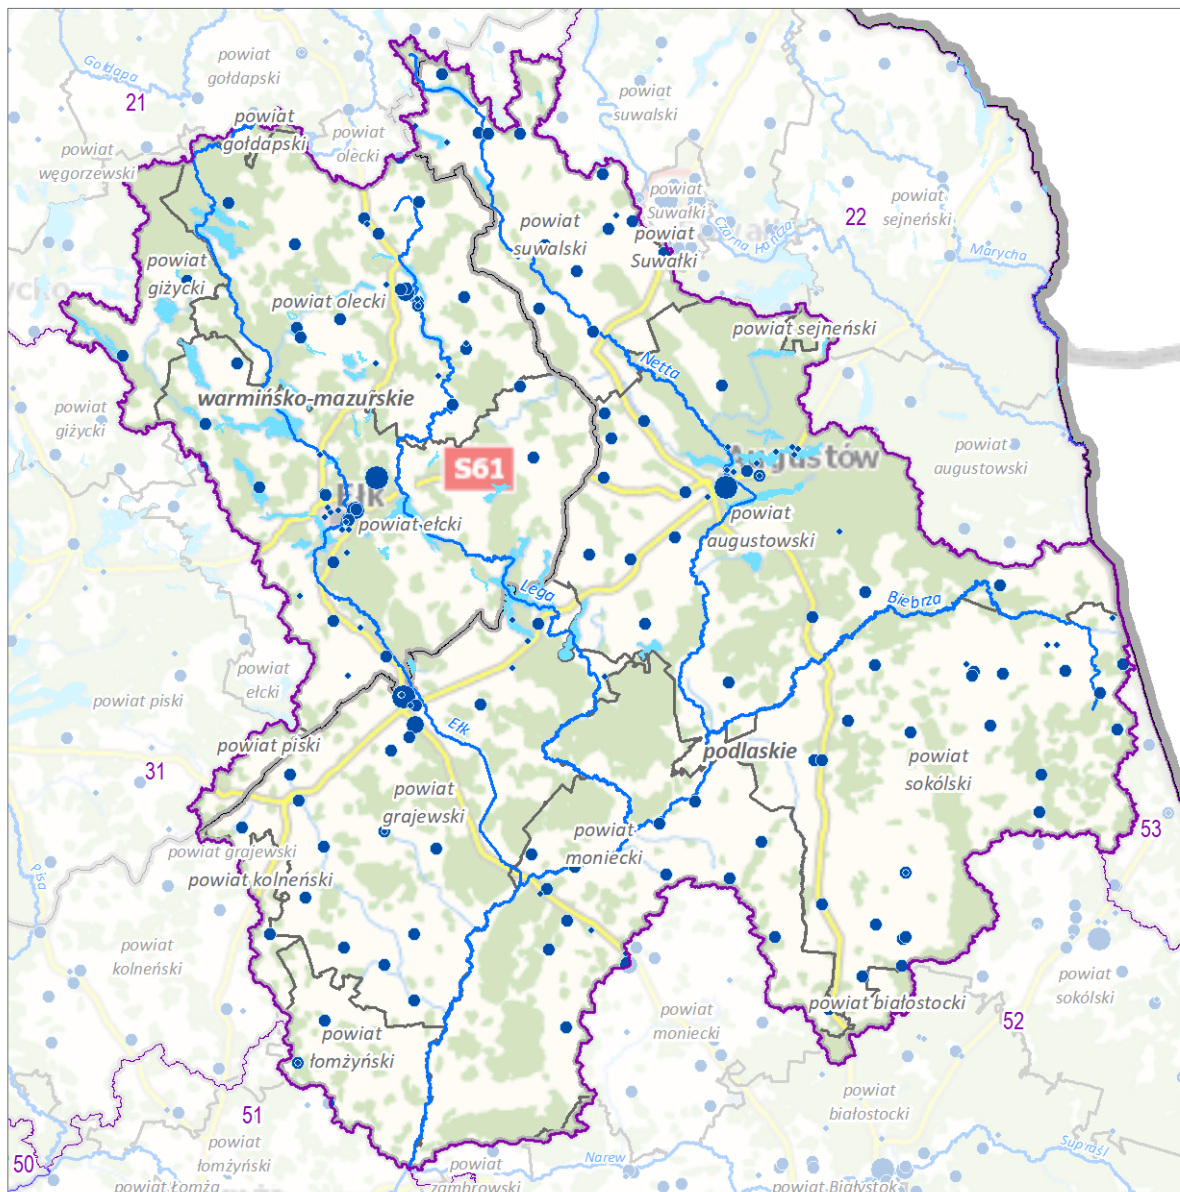 powiat
gołdapski
Gołdapa
21
powiat
gołdapski
powiat
olecki
powiat
węgorzewski
powiat
suwalski
powiat
Suwałki
powiat
sejneński
22
Czarna Hańcza
Marycha
powiat
suwalski
powiat
Suwałki
powiat
giżycki
powiat olecki
powiat sejneński
Netta
warmińsko-mazurskie
powiat
giżycki
powiat
augustowski
S61
Augustów
Ełk
powiat ełcki
powiat
augustowski
Lega
Biebrza
powiat
ełcki
powiat piski
Ełk
powiat piski
podlaskie
31
powiat
sokólski
powiat
grajewski
powiat
moniecki
53
powiat grajewski
powiat kolneński
Pisa
powiat
kolneński
powiat
sokólski
powiat białostocki
powiat
moniecki
52
powiat
łomżyński
51
powiat
białostocki
powiat
łomżyński
50
Narew
Supraśl
powiat
zambrowski
powiat Łomża
powiat Białystok